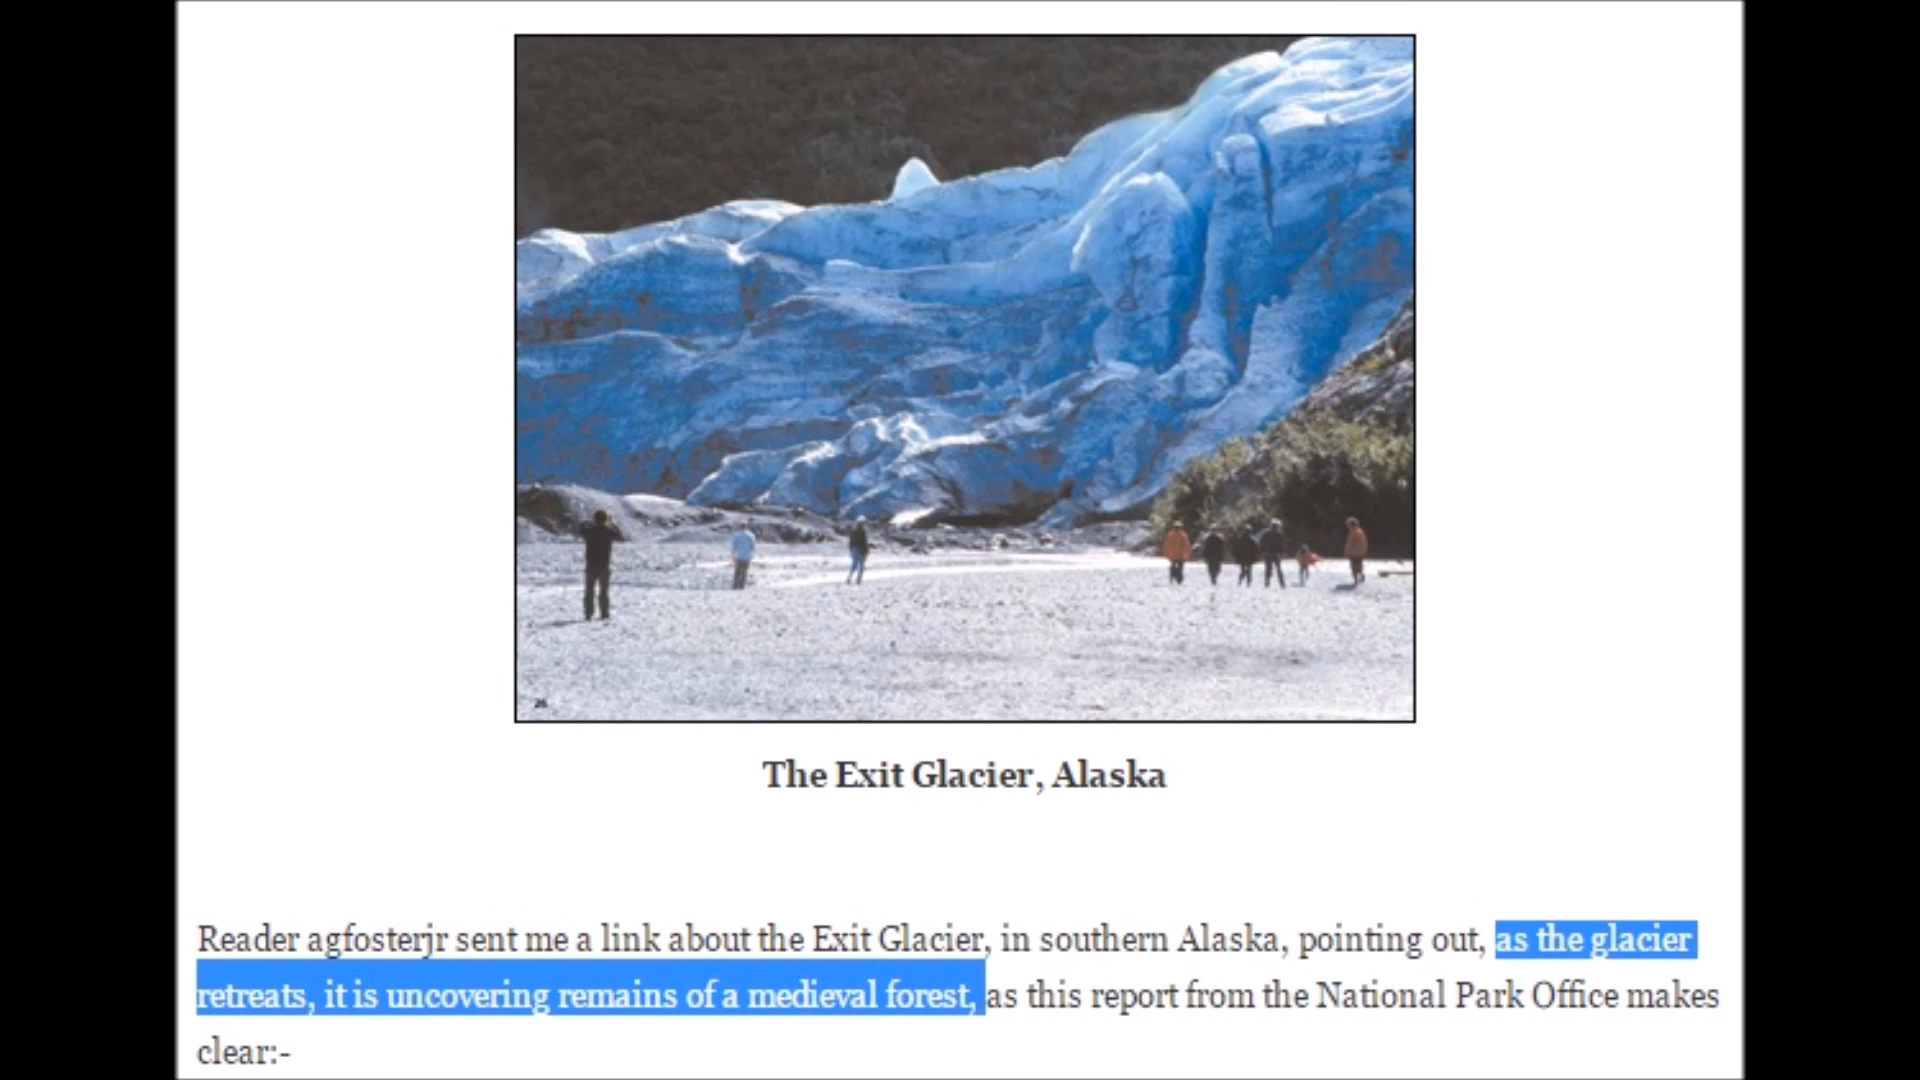 The Exit Glacier, Alaska
Reader agfosterjr sent me a link about the Exit Glacier, in southern Alaska, pointing out, as the glacier
retreats, it is uncovering remains of a medieval forest, as this report from the National Park Office makes
clear:-